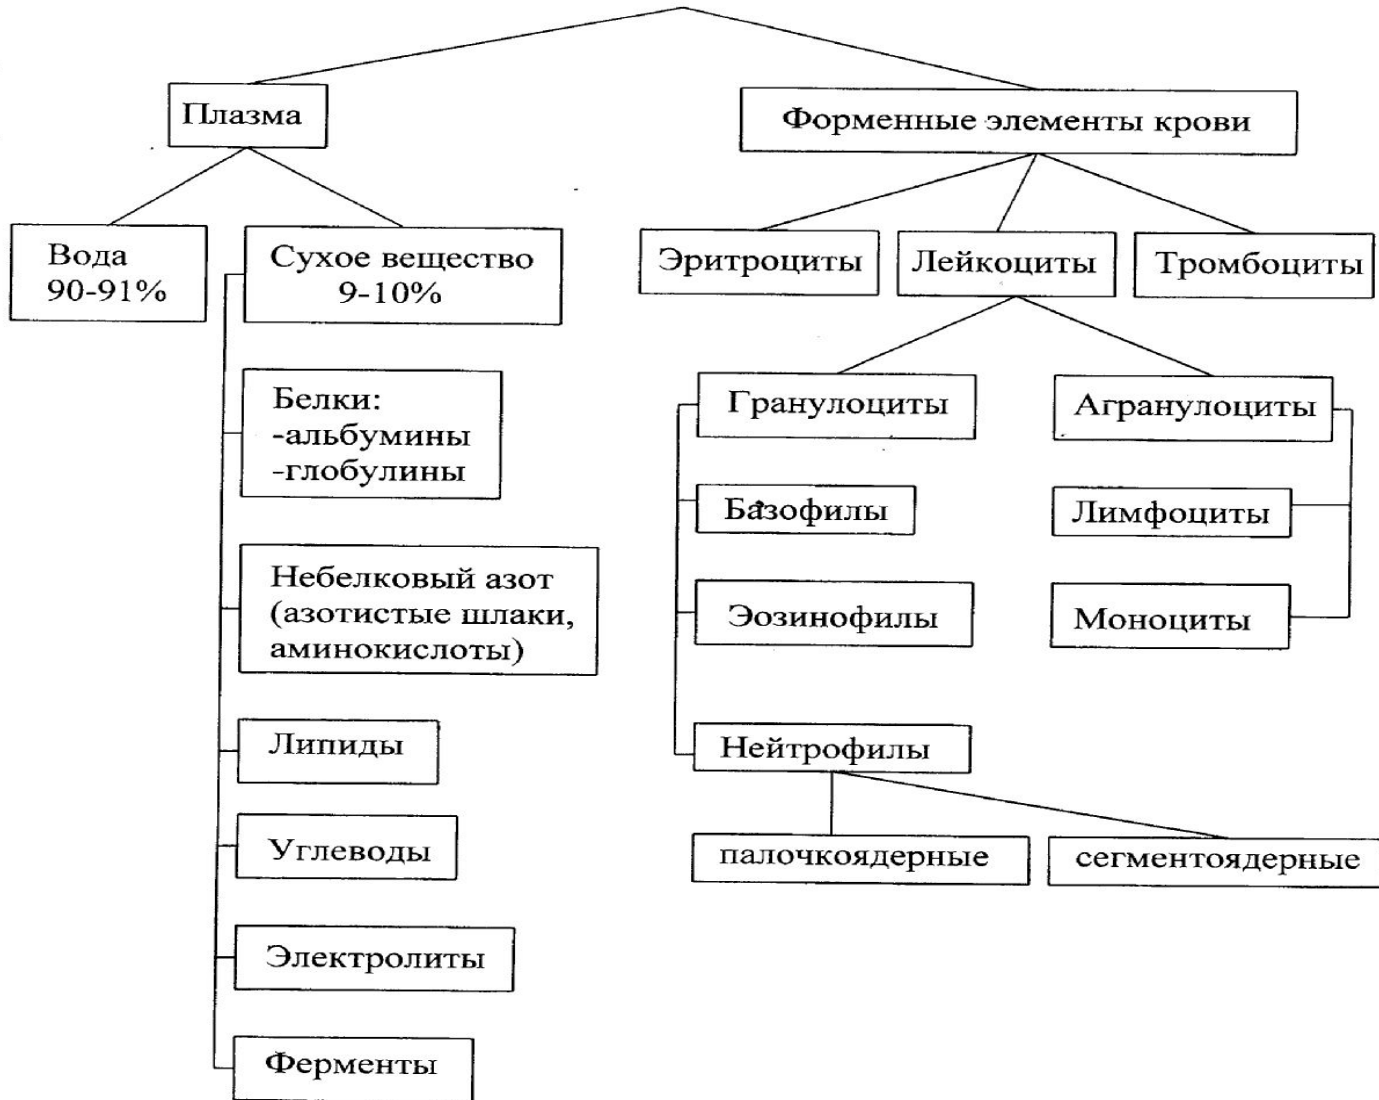 Плазма
Форменные элементы крови
Вода
90-91%
Сухое вещество
9-10%
Эритроциты
Лейкоциты
Тромбоциты
Белки:
-альбумины
-глобулины
Гранулоциты
Агранулоциты
Базофилы
Лимфоциты
Небелковый азот
(азотистые шлаки,
аминокислоты)
Эозинофилы
Моноциты
Липиды
Нейтрофилы
Углеводы
палочкоядерные
сегментоядерные
Электролиты
Ферменты